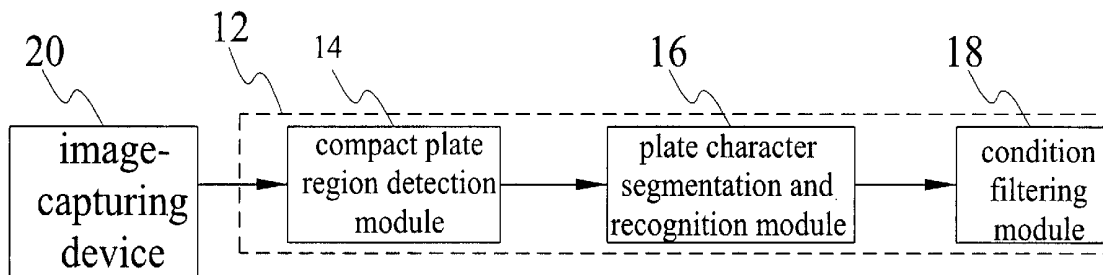 20
12
14
16
18
image-
capturing
device
compact plate
region detection
module
plate character
segmentation and
recognition module
condition
filtering
module